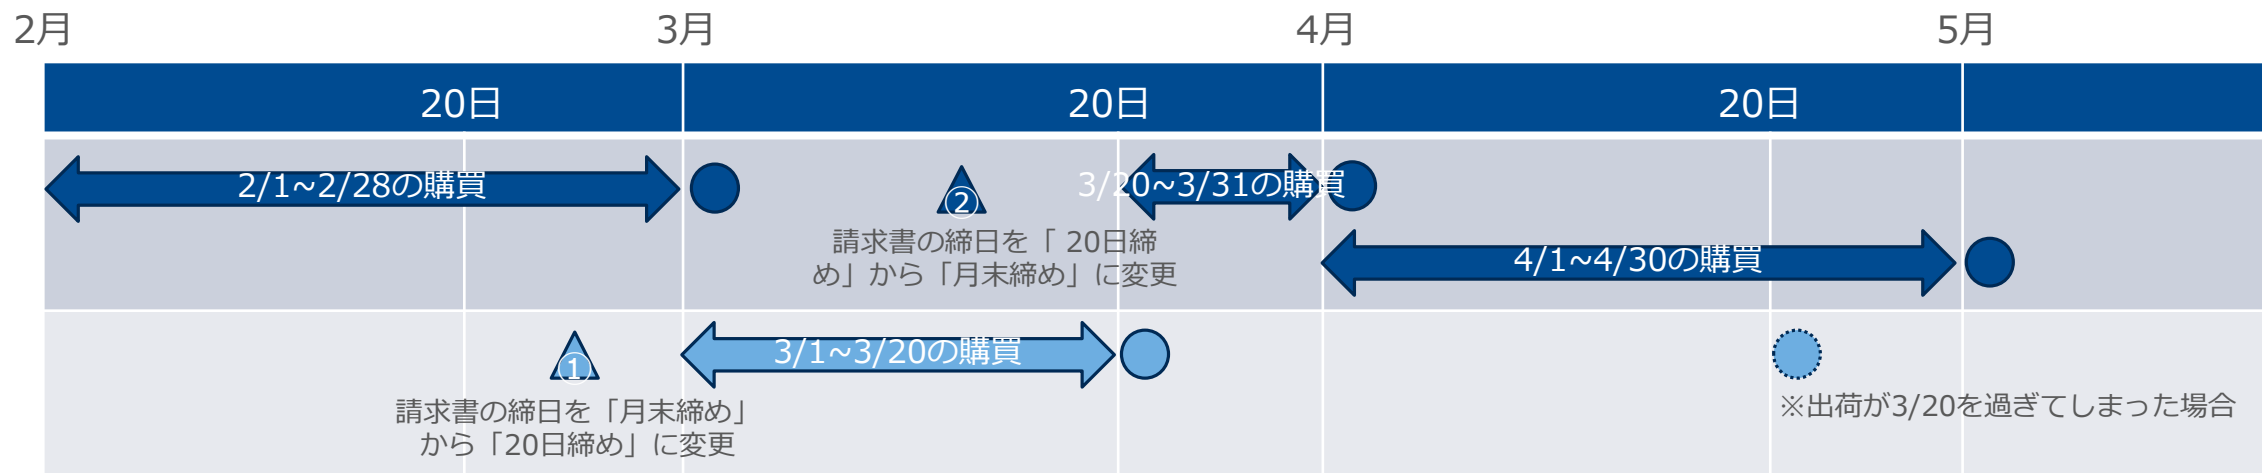 2月
3月
4月
5月
20日
20日
20日
2/1~2/28の購買
②
3/20~3/31の購買
請求書の締日を「 20日締
め」から「月末締め」に変更
4/1~4/30の購買
①
3/1~3/20の購買
請求書の締日を「月末締め」
から「20日締め」に変更
※出荷が3/20を過ぎてしまった場合